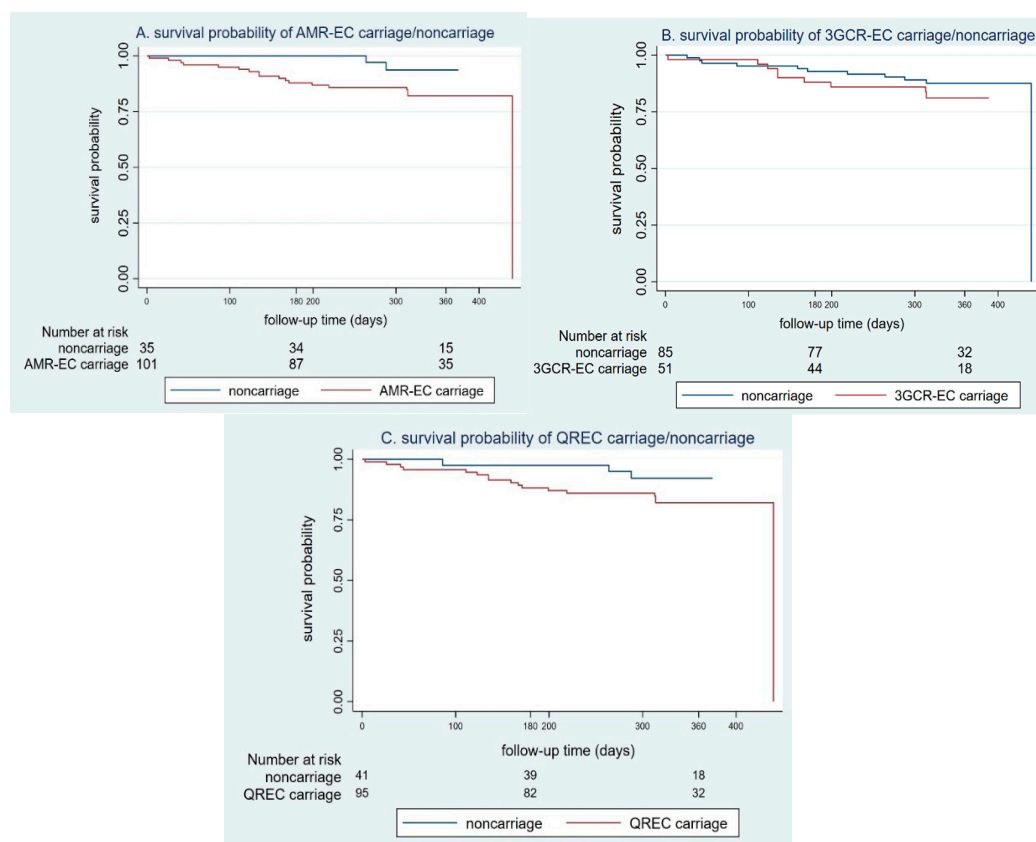 A. survival probability of AMR-EC carriage/noncarriage
survival probability
1.00
0.75
0.50
0.25
0.00
0 100 180 200 300 360 400
follow-up time (days)
Number at risk
noncarriage 35 34 15
AMR-EC carriage 101 87 35
noncarriage AMR-EC carriage
B. survival probability of 3GCR-EC carriage/noncarriage
survival probability
1.00
0.75
0.50
0.25
0.00
0 100 180 200 300 360 400
follow-up time (days)
Number at risk
noncarriage 85 77 32
3GCR-EC carriage 51 44 18
noncarriage 3GCR-EC carriage
C. survival probability of QREC carriage/noncarriage
survival probability
1.00
0.75
0.50
0.25
0.00
0 100 180 200 300 360 400
follow-up time (days)
Number at risk
noncarriage 41 39 18
QREC carriage 95 82 32
noncarriage QREC carriage